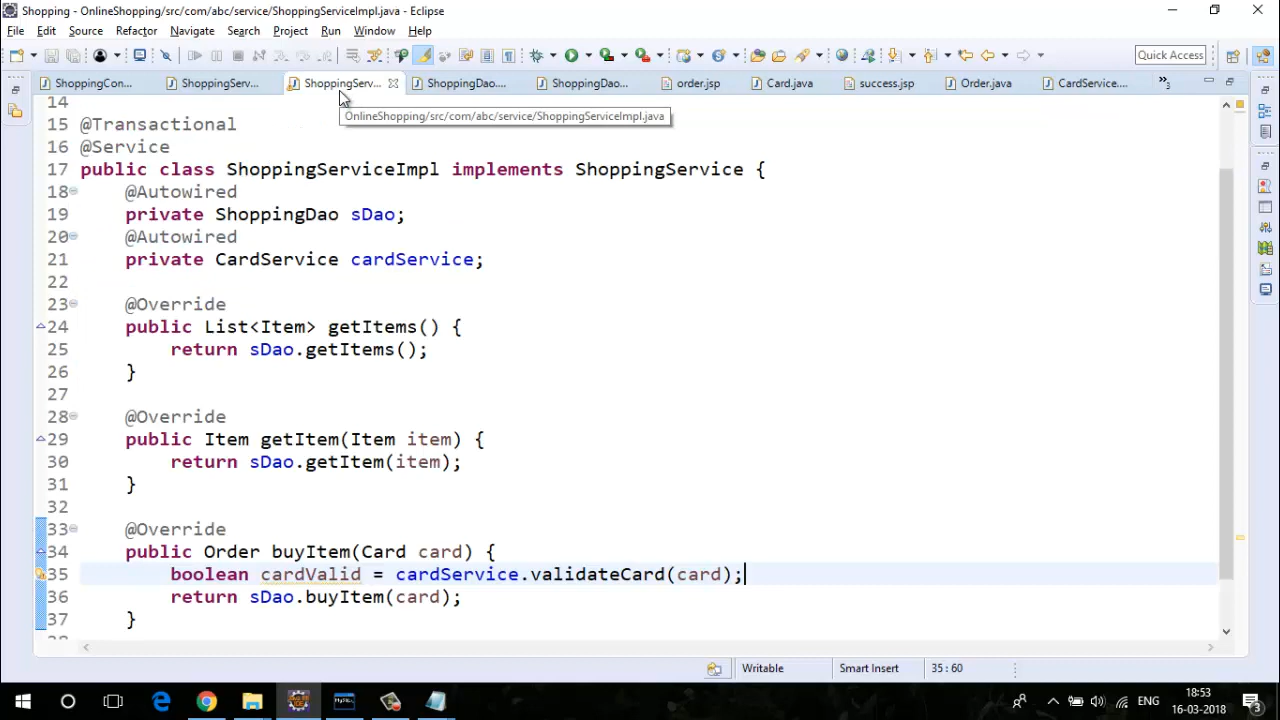 Shopping - OnlineShopping/src/com/abc/service/ShoppingServiceImpl.java - Eclipse
File Edit Source Refactor Navigate Search Project Run Window Help
Quick Access
ShoppingCon... ShoppingServ... ShoppingServ... ShoppingDao.... ShoppingDao... order.jsp Card.java success.jsp Order.java CardService.... »3
OnlineShopping/src/com/abc/service/ShoppingServiceImpl.java
14
15 @Transactional
16 @Service
17 public class ShoppingServiceImpl implements ShoppingService {
18 @Autowired
19 private ShoppingDao sDao;
20 @Autowired
21 private CardService cardService;
22
23 @Override
24 public List<Item> getItems() {
25 return sDao.getItems();
26 }
27
28 @Override
29 public Item getItem(Item item) {
30 return sDao.getItem(item);
31 }
32
33 @Override
34 public Order buyItem(Card card) {
35 boolean cardValid = cardService.validateCard(card);
36 return sDao.buyItem(card);
37 }
38
Writable Smart Insert 35 : 60
ENG 18:53
16-03-2018 3